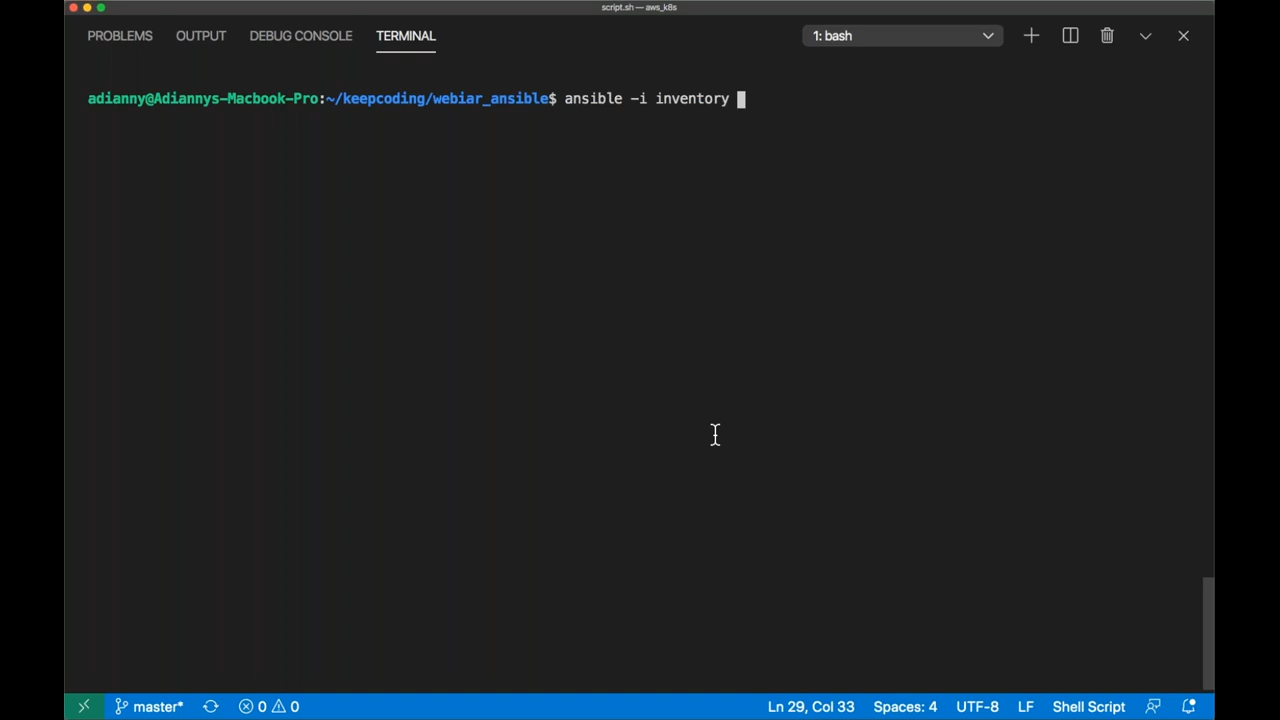 script.sh — aws_k8s
PROBLEMS OUTPUT DEBUG CONSOLE TERMINAL 1: bash
adianny@Adiannys-Macbook-Pro:~/keepcoding/webiar_ansible$ ansible -i inventory
master* 0 0 Ln 29, Col 33 Spaces: 4 UTF-8 LF Shell Script